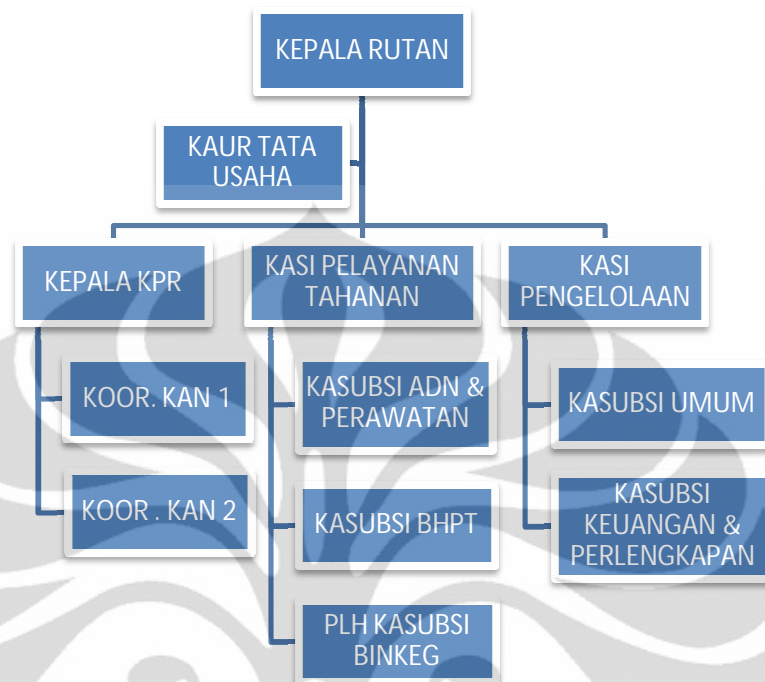 KEPALA RUTAN
KAUR TATA
USAHA
KEPALA KPR
KASI PELAYANAN
TAHANAN
KASI
PENGELOLAAN
KOOR. KAN 1
KOOR . KAN 2
KASUBSI ADN &
PERAWATAN
KASUBSI BHPT
PLH KASUBSI
BINKEG
KASUBSI UMUM
KASUBSI
KEUANGAN &
PERLENGKAPAN